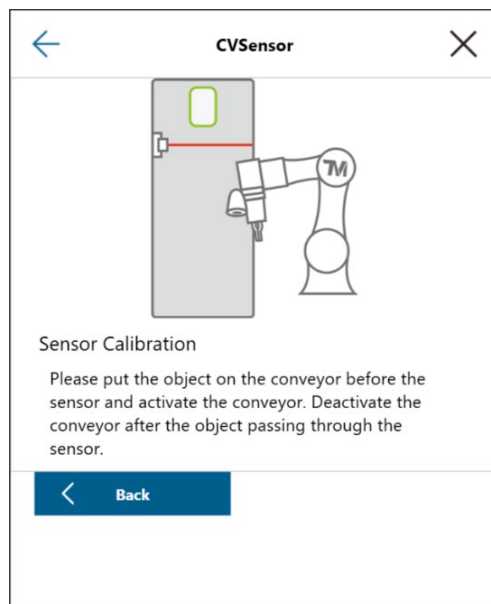 CVSensor
TM
Sensor Calibration
Please put the object on the conveyor before the
sensor and activate the conveyor. Deactivate the
conveyor after the object passing through the
sensor.
Back